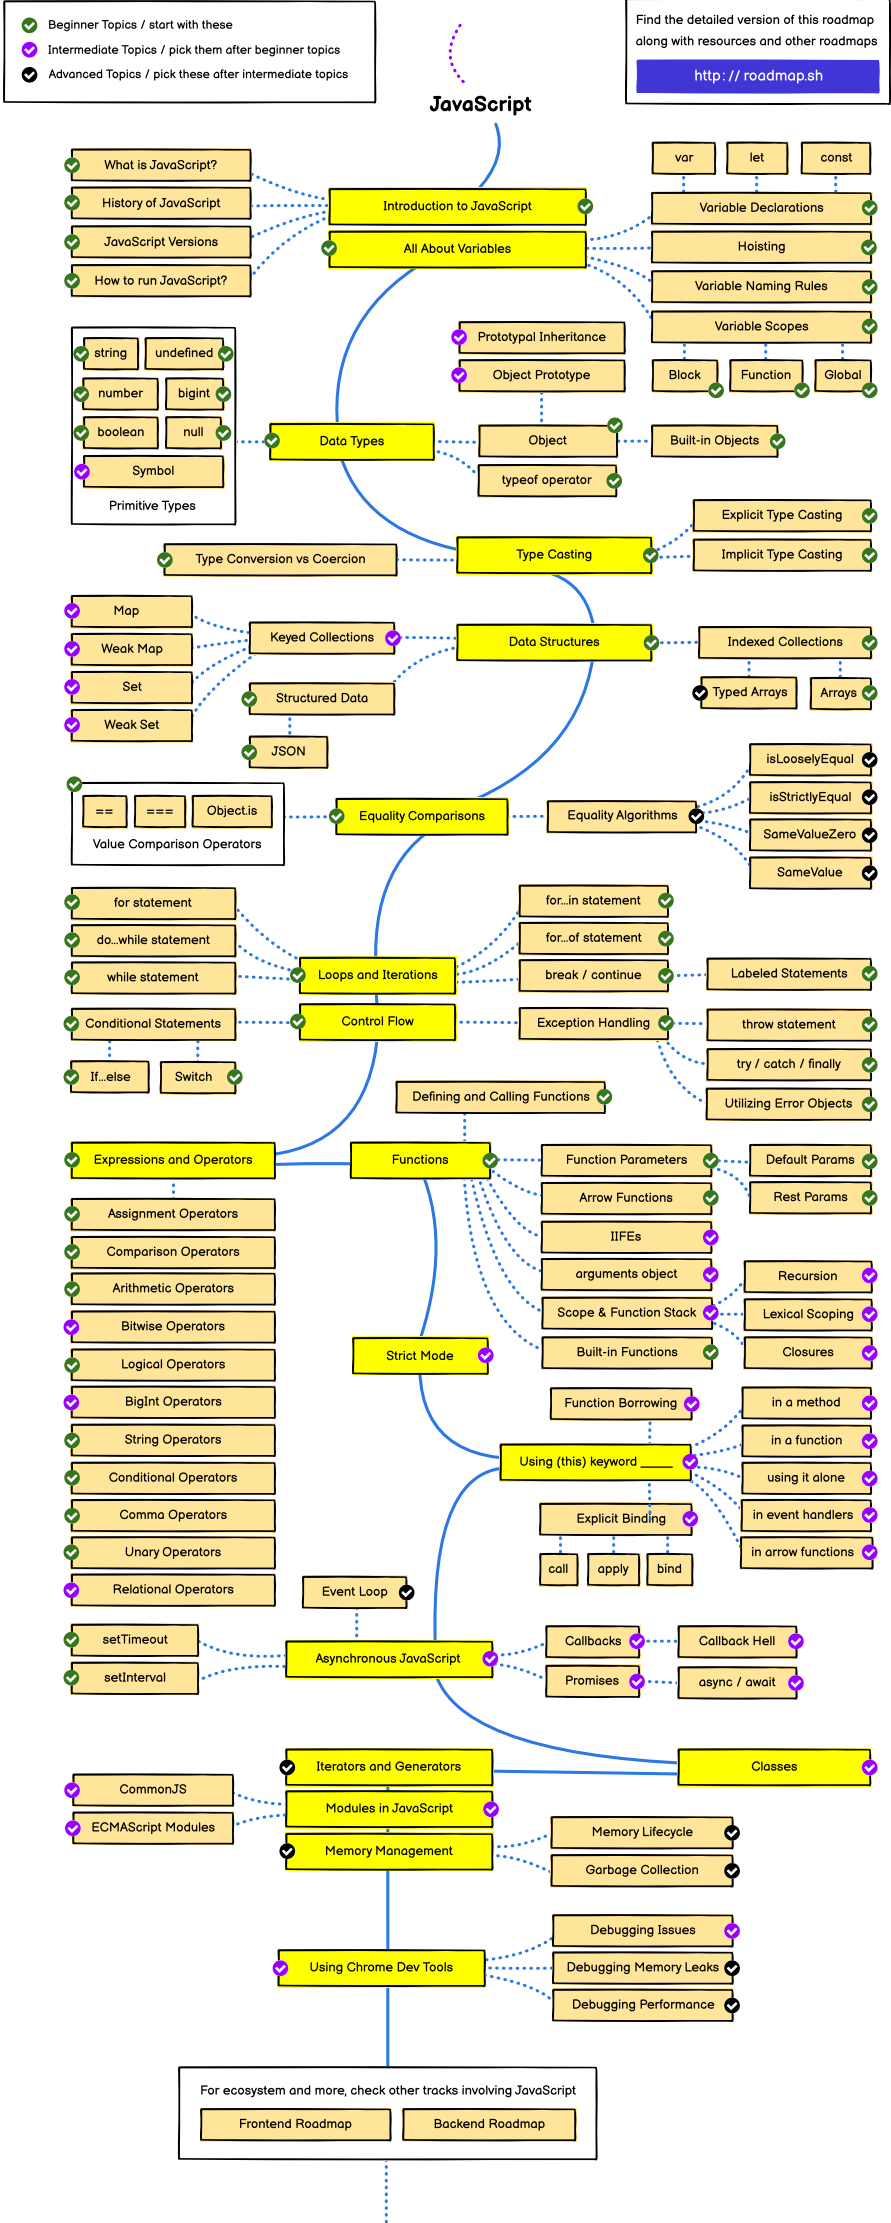 Beginner Topics / start with these
Intermediate Topics / pick them after beginner topics
Advanced Topics / pick these after intermediate topics
Find the detailed version of this roadmap
along with resources and other roadmaps
http: // roadmap.sh
JavaScript
What is JavaScript?
History of JavaScript
JavaScript Versions
How to run JavaScript?
Introduction to JavaScript
All About Variables
var
let
const
Variable Declarations
Hoisting
Variable Naming Rules
Variable Scopes
Block
Function
Global
Prototypal Inheritance
Object Prototype
string
undefined
number
bigint
boolean
null
Symbol
Primitive Types
Data Types
Object
Built-in Objects
typeof operator
Type Conversion vs Coercion
Type Casting
Explicit Type Casting
Implicit Type Casting
Map
Weak Map
Set
Weak Set
Keyed Collections
Structured Data
JSON
Data Structures
Indexed Collections
Typed Arrays
Arrays
==
===
Object.is
Value Comparison Operators
Equality Comparisons
Equality Algorithms
isLooselyEqual
isStrictlyEqual
SameValueZero
SameValue
for statement
do...while statement
while statement
Loops and Iterations
for...in statement
for...of statement
break / continue
Labeled Statements
Conditional Statements
If...else
Switch
Control Flow
Exception Handling
throw statement
try / catch / finally
Utilizing Error Objects
Defining and Calling Functions
Expressions and Operators
Functions
Function Parameters
Default Params
Rest Params
Arrow Functions
IIFEs
arguments object
Scope & Function Stack
Recursion
Lexical Scoping
Closures
Built-in Functions
Assignment Operators
Comparison Operators
Arithmetic Operators
Bitwise Operators
Logical Operators
BigInt Operators
String Operators
Conditional Operators
Comma Operators
Unary Operators
Relational Operators
Strict Mode
Function Borrowing
Using (this) keyword _____
in a method
in a function
using it alone
in event handlers
in arrow functions
Explicit Binding
call
apply
bind
Event Loop
setTimeout
setInterval
Asynchronous JavaScript
Callbacks
Callback Hell
Promises
async / await
Iterators and Generators
Classes
CommonJS
ECMAScript Modules
Modules in JavaScript
Memory Management
Memory Lifecycle
Garbage Collection
Using Chrome Dev Tools
Debugging Issues
Debugging Memory Leaks
Debugging Performance
For ecosystem and more, check other tracks involving JavaScript
Frontend Roadmap
Backend Roadmap